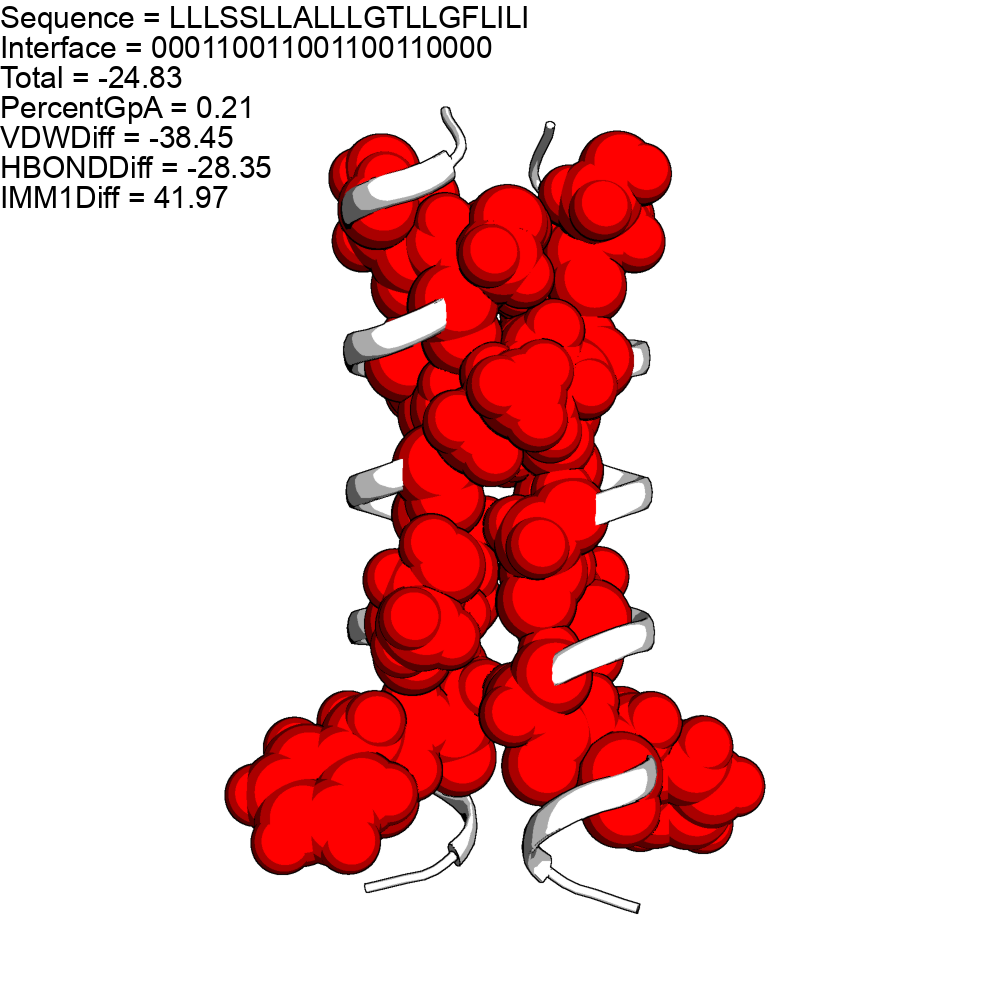 Sequence = LLLSSLLALLLGTLLGFLILI
Interface = 000110011001100110000
Total = -24.83
PercentGpA = 0.21
VDWDiff = -38.45
HBONDDiff = -28.35
IMM1Diff = 41.97